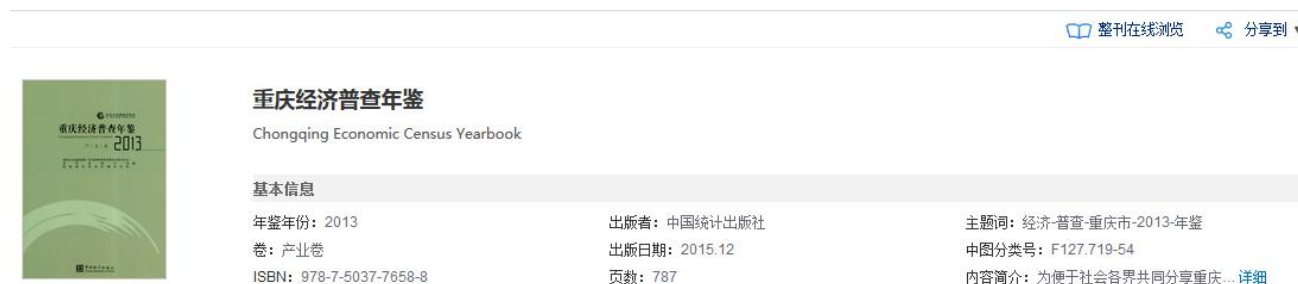 整刊在线浏览 分享到
重庆经济普查年鉴
2013
重庆经济普查年鉴
Chongqing Economic Census Yearbook
基本信息
年鉴年份：2013 出版者：中国统计出版社 主题词：经济-普查-重庆市-2013-年鉴
卷：产业卷 出版日期：2015.12 中图分类号：F127.719-54
ISBN：978-7-5037-7658-8 页数：787 内容简介：为便于社会各界共同分享重庆...详细